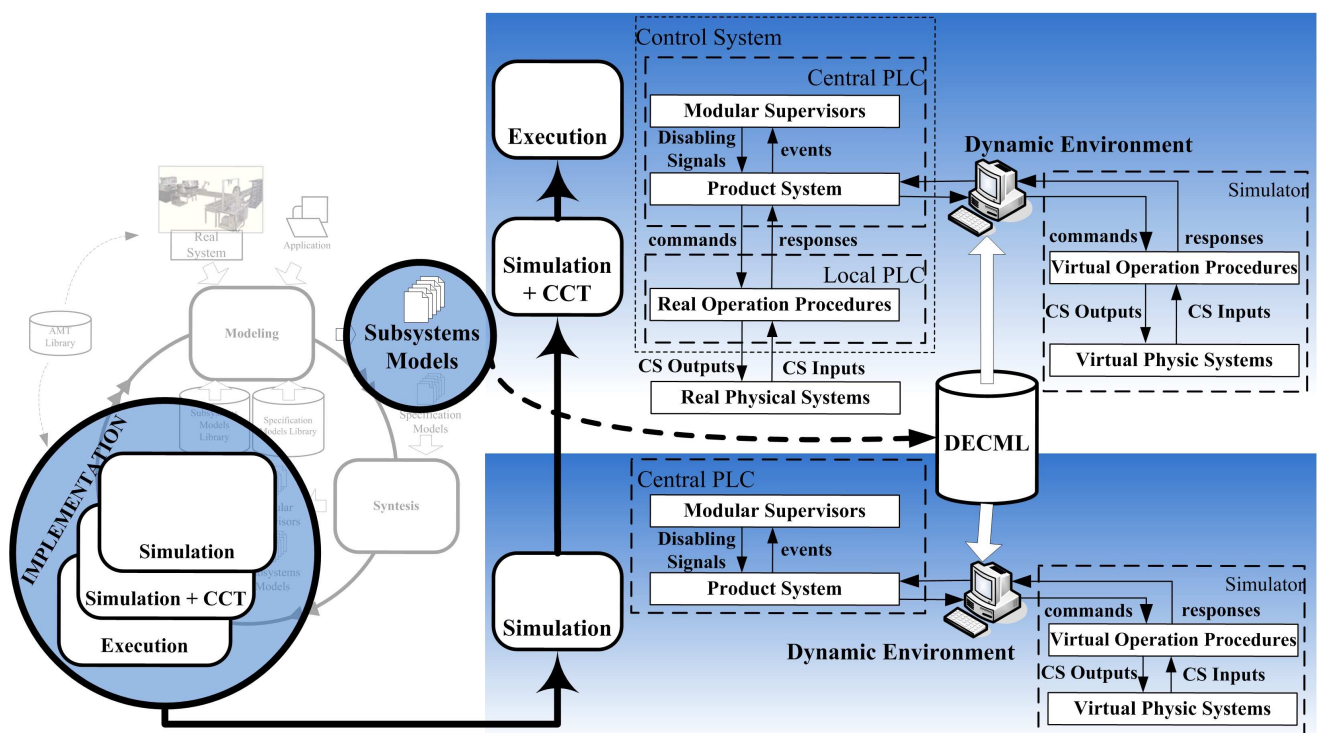 Real
System
Application
AMT
Library
Modeling
Subsystems
Models
Subsystems
Models
Library
Specification
Models Library
Specification
Models
Syntesis
IMPLEMENTATION
Simulation
Simulation + CCT
Execution
Models
Execution
Simulation
+ CCT
Simulation
Control System
Central PLC
Modular Supervisors
Disabling
Signals
events
Product System
commands
responses
Local PLC
Real Operation Procedures
CS Outputs
CS Inputs
Real Physical Systems
Dynamic Environment
Simulator
commands
responses
Virtual Operation Procedures
CS Outputs
CS Inputs
Virtual Physic Systems
DECML
Central PLC
Modular Supervisors
Disabling
Signals
events
Product System
Dynamic Environment
Simulator
commands
responses
Virtual Operation Procedures
CS Outputs
CS Inputs
Virtual Physic Systems